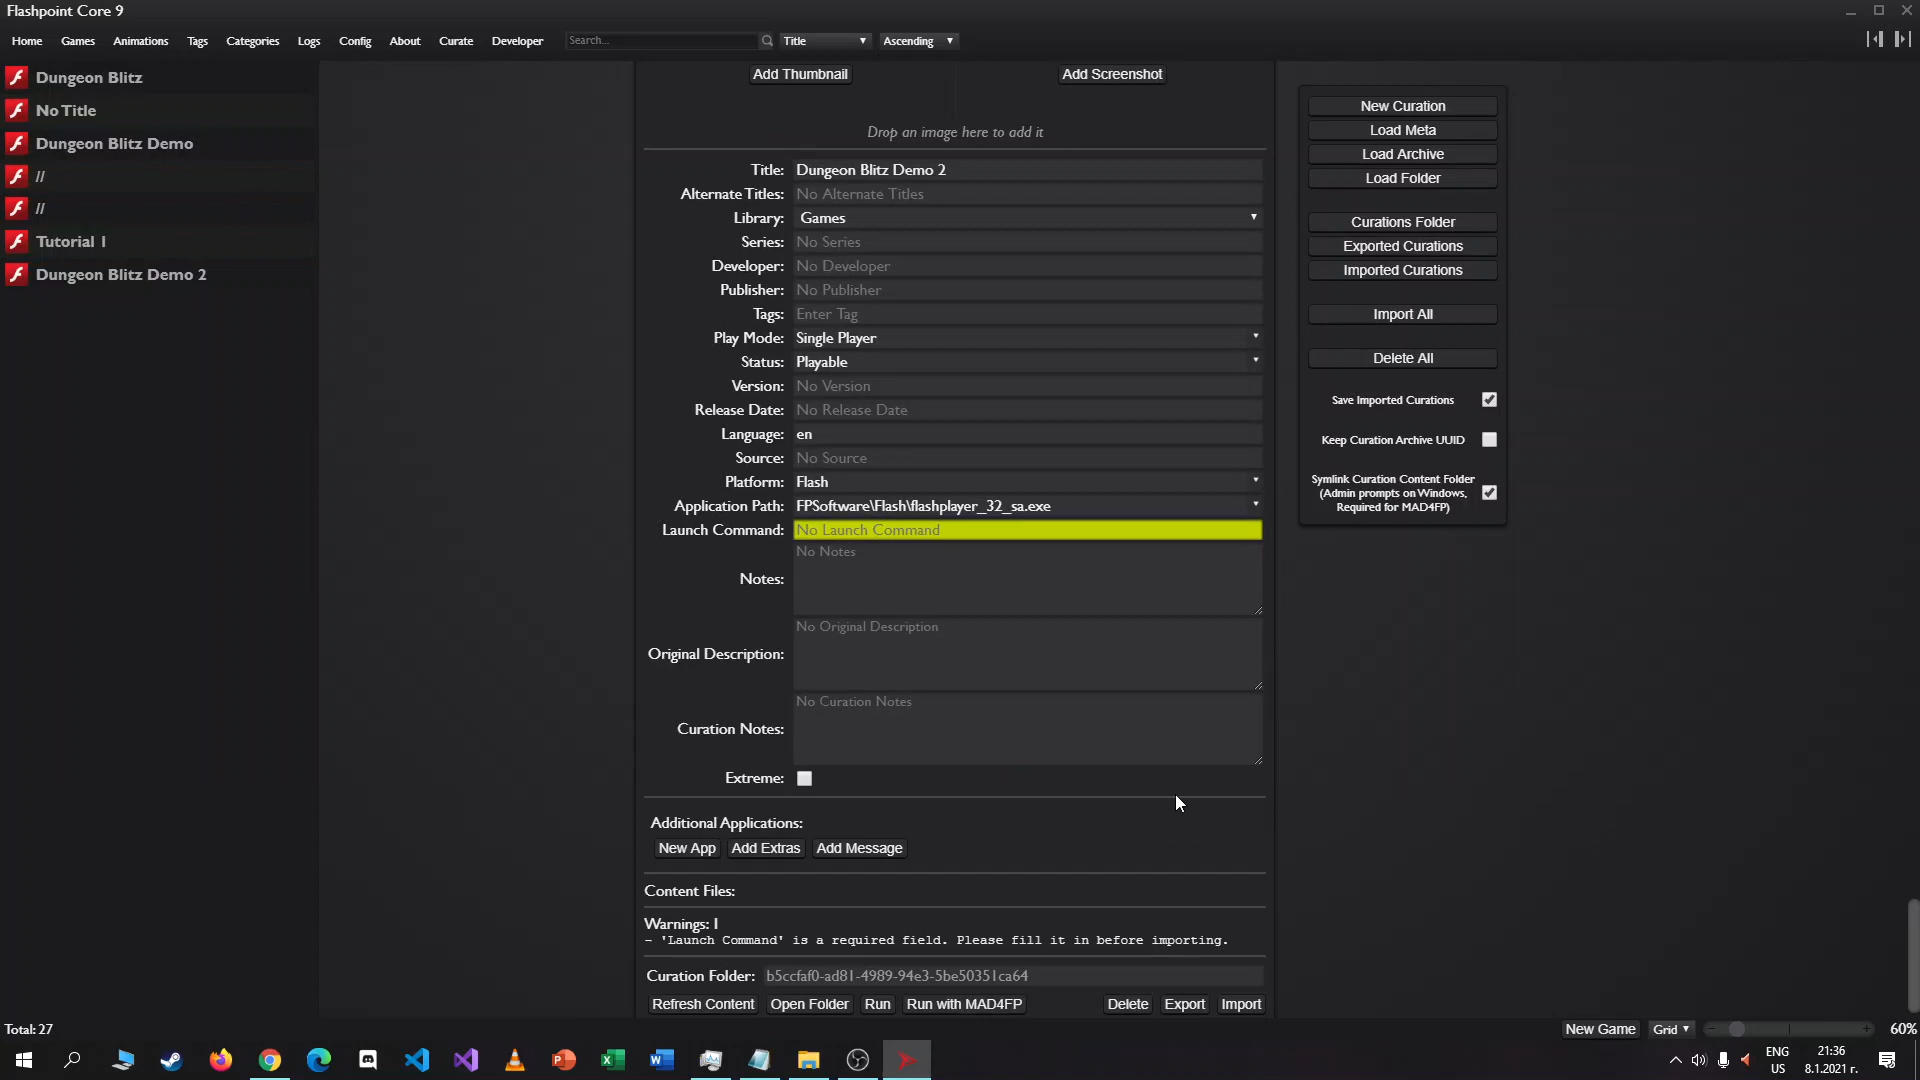 Flashpoint Core 9
Home Games Animations Tags Categories Logs Config About Curate Developer Search... Title Ascending
Dungeon Blitz
No Title
Dungeon Blitz Demo
//
//
Tutorial 1
Dungeon Blitz Demo 2
Add Thumbnail Add Screenshot
Drop an image here to add it
Title: Dungeon Blitz Demo 2
Alternate Titles: No Alternate Titles
Library: Games
Series: No Series
Developer: No Developer
Publisher: No Publisher
Tags: Enter Tag
Play Mode: Single Player
Status: Playable
Version: No Version
Release Date: No Release Date
Language: en
Source: No Source
Platform: Flash
Application Path: FPSoftware\Flash\flashplayer_32_sa.exe
Launch Command: No Launch Command
Notes: No Notes
Original Description: No Original Description
Curation Notes: No Curation Notes
Extreme:
Additional Applications:
New App Add Extras Add Message
Content Files:
Warnings: 1
- 'Launch Command' is a required field. Please fill it in before importing.
Curation Folder: b5ccfaf0-ad81-4989-94e3-5be50351ca64
Refresh Content Open Folder Run Run with MAD4FP Delete Export Import
New Curation
Load Meta
Load Archive
Load Folder
Curations Folder
Exported Curations
Imported Curations
Import All
Delete All
Save Imported Curations
Keep Curation Archive UUID
Symlink Curation Content Folder
(Admin prompts on Windows,
Required for MAD4FP)
Total: 27
New Game Grid 60%
ENG
US
21:36
8.1.2021 г.